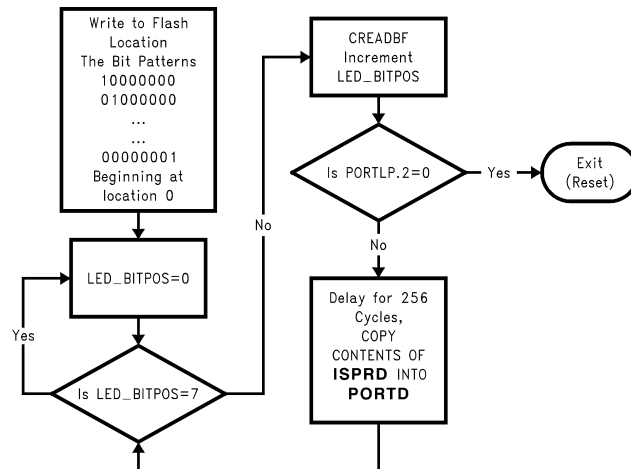 Write to Flash
Location
The Bit Patterns
10000000
01000000
...
...
00000001
Beginning at
location 0
LED_BITPOS=0
Yes
Is LED_BITPOS=7
No
CREADBF
Increment
LED_BITPOS
Is PORTLP.2=0
Yes
Exit
(Reset)
No
Delay for 256
Cycles,
COPY
CONTENTS OF
ISPRD INTO
PORTD